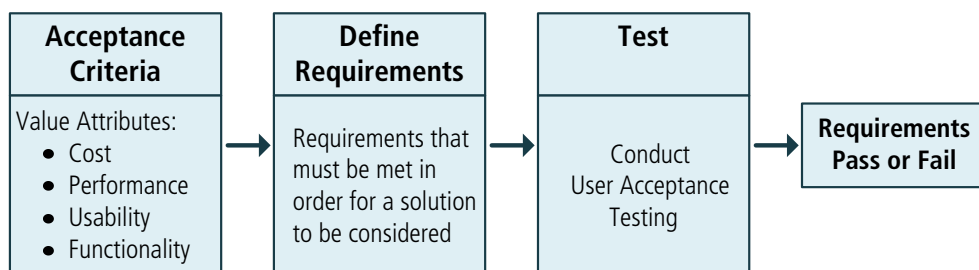 Acceptance
Criteria
Value Attributes:
• Cost
• Performance
• Usability
• Functionality
Define
Requirements
Requirements that
must be met in
order for a solution
to be considered
Test
Conduct
User Acceptance
Testing
Requirements
Pass or Fail